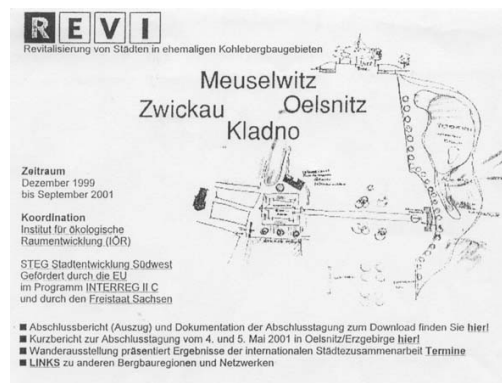 REVI
Revitalisierung von Städten in ehemaligen Kohlebergbaugebieten
Meuselwitz
Zwickau Oelsnitz
Kladno
Zeitraum
Dezember 1999
bis September 2001
Koordination
Institut für ökologische
Raumentwicklung (IÖR)
STEG Stadtentwicklung Südwest
Gefördert durch die EU
im Programm INTERREG II C
und durch den Freistaat Sachsen
■ Abschlussbericht (Auszug) und Dokumentation der Abschlusstagung zum Download finden Sie hier!
■ Kurzbericht zur Abschlusstagung vom 4. und 5. Mai 2001 in Oelsnitz/Erzgebirge hier!
■ Wanderausstellung präsentiert Ergebnisse der internationalen Städtezusammenarbeit Termine
■ LINKS zu anderen Bergbauregionen und Netzwerken